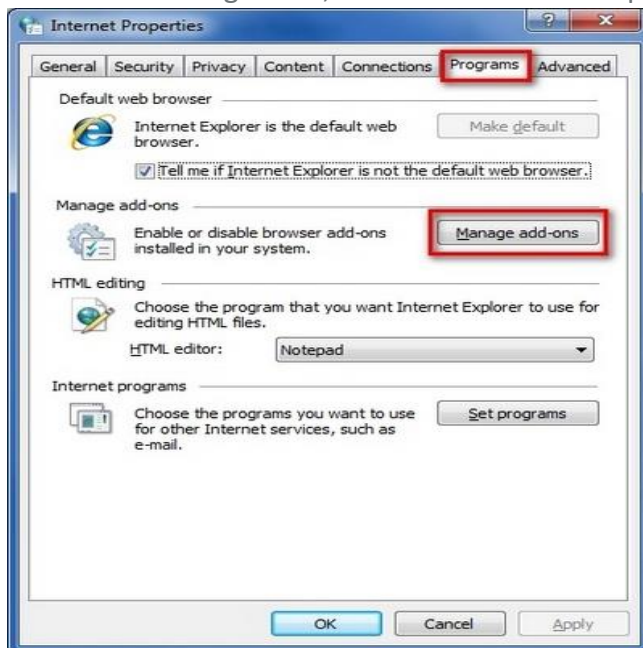 Internet Properties
General Security Privacy Content Connections Programs Advanced
Default web browser
Internet Explorer is the default web
browser.
Make default
Tell me if Internet Explorer is not the default web browser.
Manage add-ons
Enable or disable browser add-ons
installed in your system.
Manage add-ons
HTML editing
Choose the program that you want Internet Explorer to use for
editing HTML files.
HTML editor: Notepad
Internet programs
Choose the programs you want to use
for other Internet services, such as
e-mail.
Set programs
OK Cancel Apply